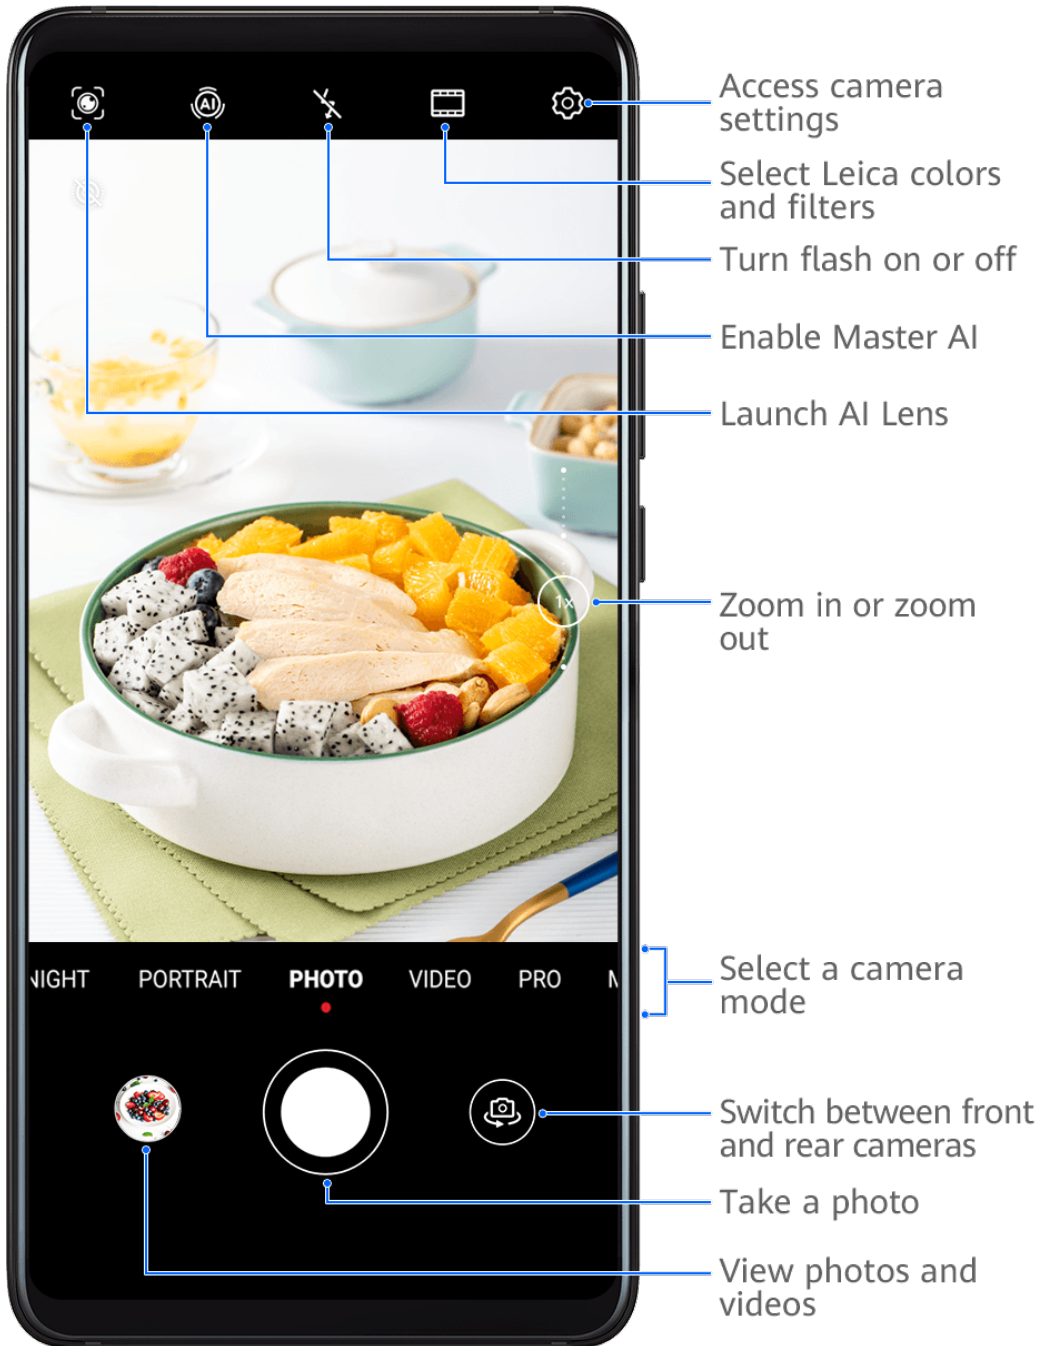 AI
Access camera
settings
Select Leica colors
and filters
Turn flash on or off
Enable Master AI
Launch AI Lens
1x
Zoom in or zoom
out
NIGHT PORTRAIT PHOTO VIDEO PRO M
Select a camera
mode
Switch between front
and rear cameras
Take a photo
View photos and
videos